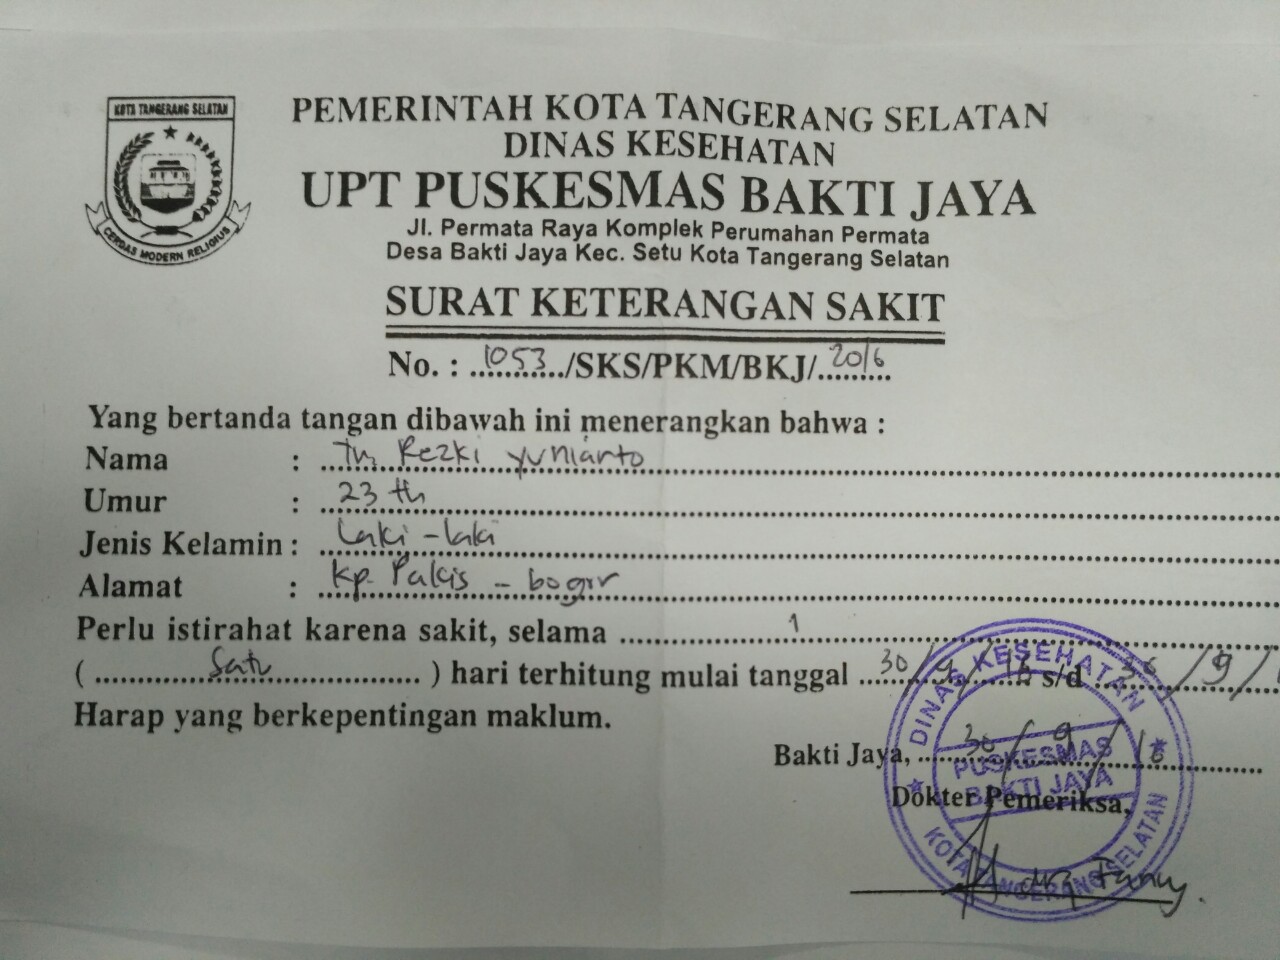 KOTA TANGERANG SELATAN
CERDAS MODERN RELIGIUS
PEMERINTAH KOTA TANGERANG SELATAN
DINAS KESEHATAN
UPT PUSKESMAS BAKTI JAYA
Jl. Permata Raya Komplek Perumahan Permata
Desa Bakti Jaya Kec. Setu Kota Tangerang Selatan
SURAT KETERANGAN SAKIT
No. : 1053/SKS/PKM/BKJ/2016
Yang bertanda tangan dibawah ini menerangkan bahwa :
Nama : Tn. Rezki Yunianto
Umur : 23 th
Jenis Kelamin : Laki-laki
Alamat : Kp. Pakis - bogor
Perlu istirahat karena sakit, selama 1
( Satu ) hari terhitung mulai tanggal 30/9/16 s/d 30/9/1
Harap yang berkepentingan maklum.
Bakti Jaya, 30/9/16
Dokter Pemeriksa,
drg
DINAS KESEHATAN
PUSKESMAS
BAKTI JAYA
KOTA TANGERANG SELATAN